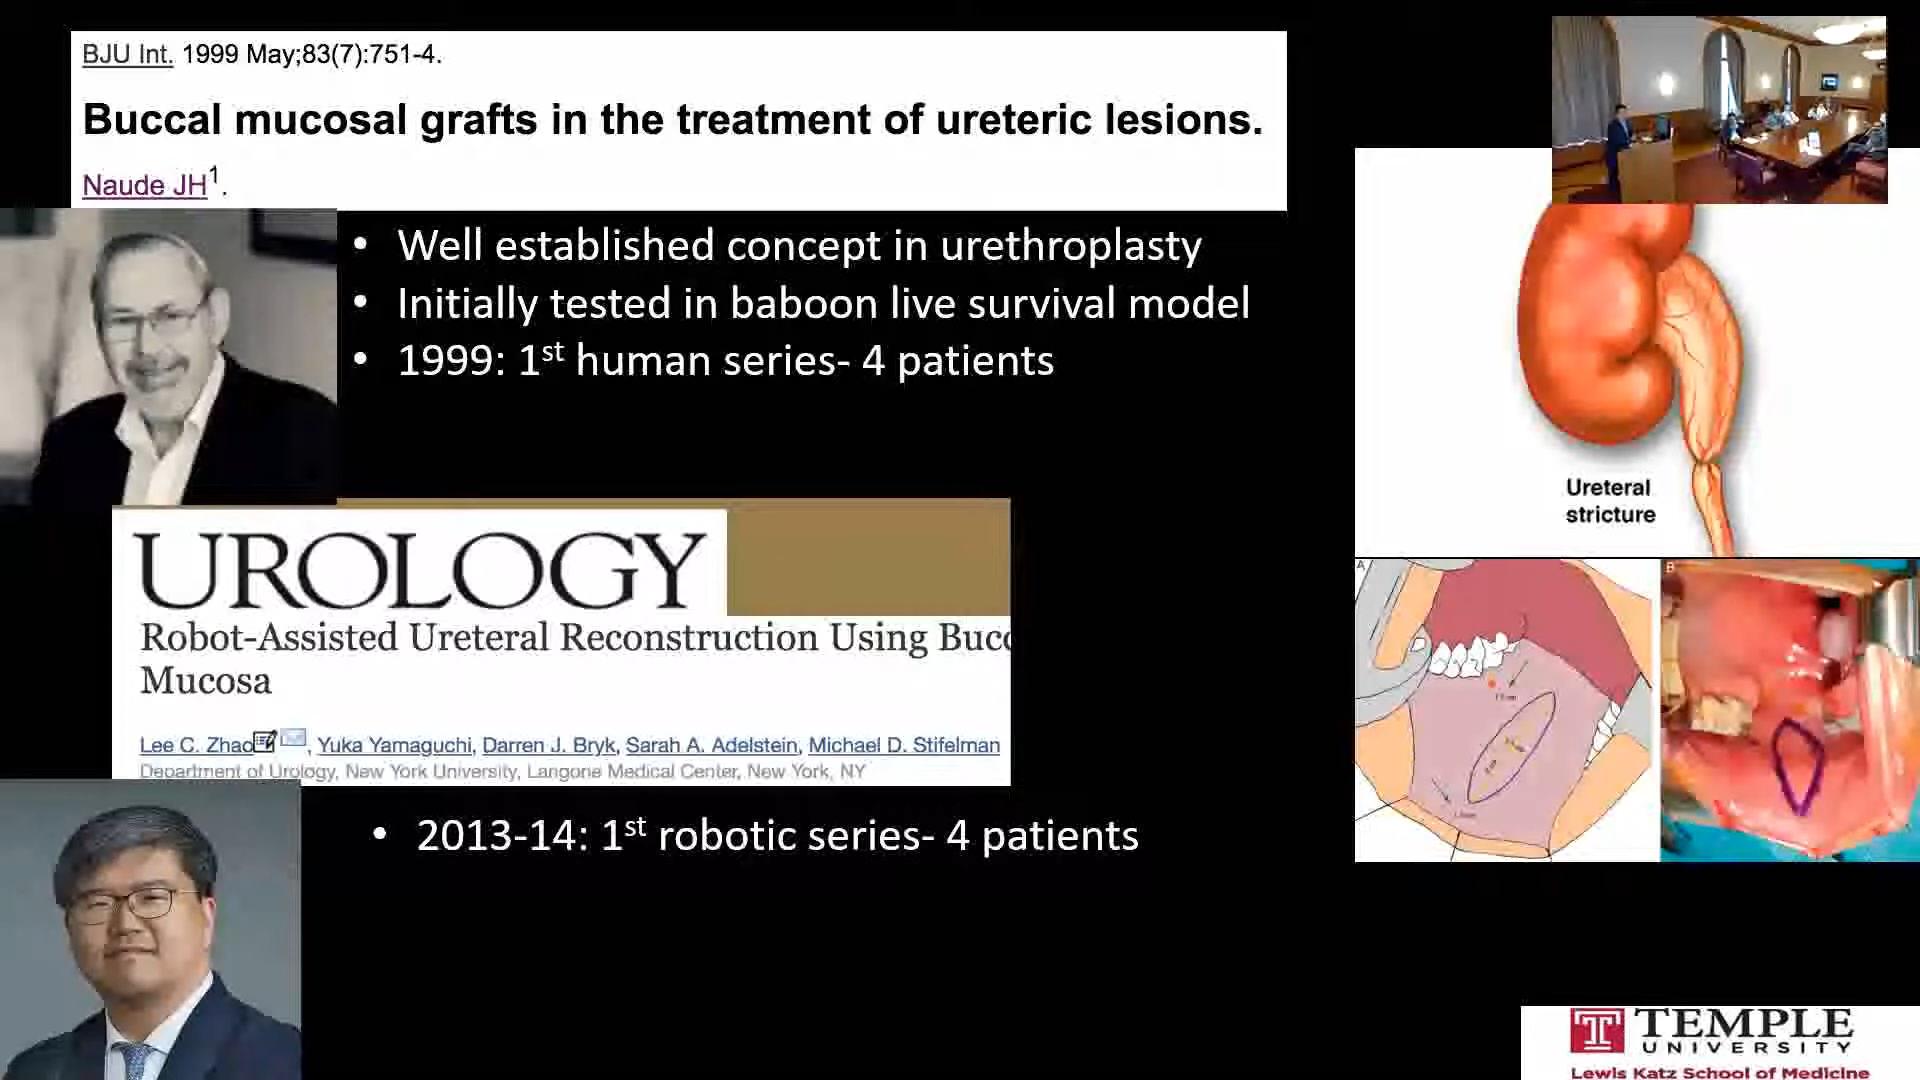 BJU Int. 1999 May;83(7):751-4.
Buccal mucosal grafts in the treatment of ureteric lesions.
Naude JH1.
• Well established concept in urethroplasty
• Initially tested in baboon live survival model
• 1999: 1st human series- 4 patients
Ureteral
stricture
UROLOGY
Robot-Assisted Ureteral Reconstruction Using Bucc
Mucosa
Lee C. Zhao, Yuka Yamaguchi, Darren J. Bryk, Sarah A. Adelstein, Michael D. Stifelman
Department of Urology, New York University, Langone Medical Center, New York, NY
A
B
• 2013-14: 1st robotic series- 4 patients
TEMPLE
UNIVERSITY
Lewis Katz School of Medicine